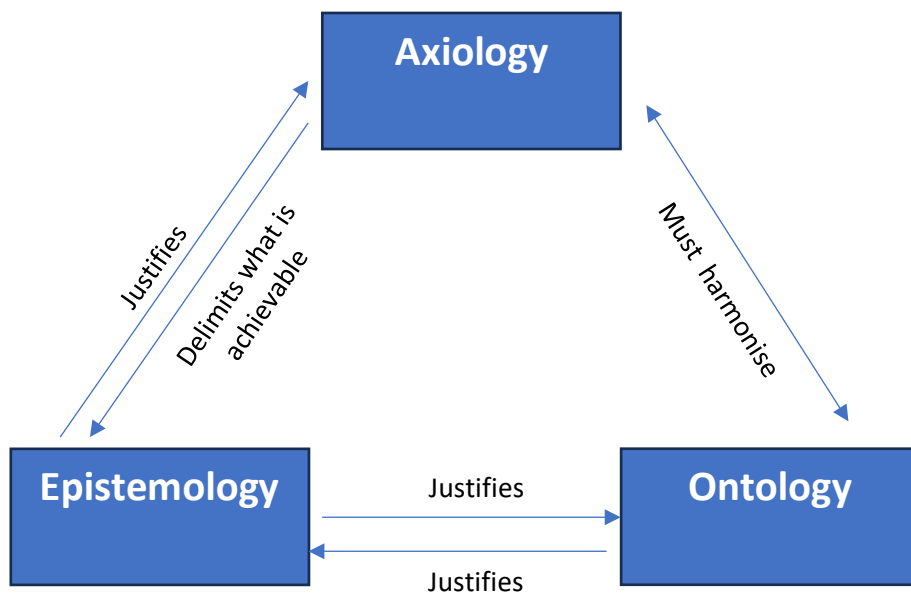 Axiology
Justifies
Delimits what is
achievable
Must harmonise
Epistemology
Justifies
Ontology
Justifies